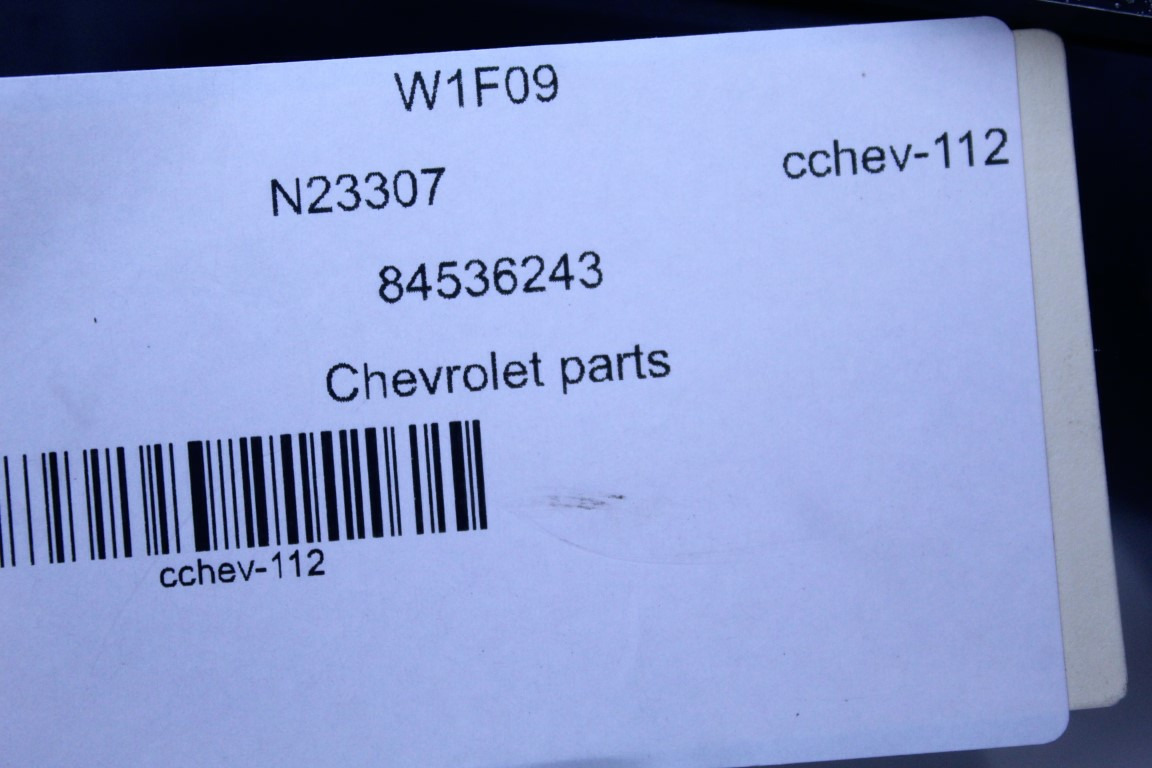 W1F09
cchev-112
N23307
84536243
Chevrolet parts
cchev-112